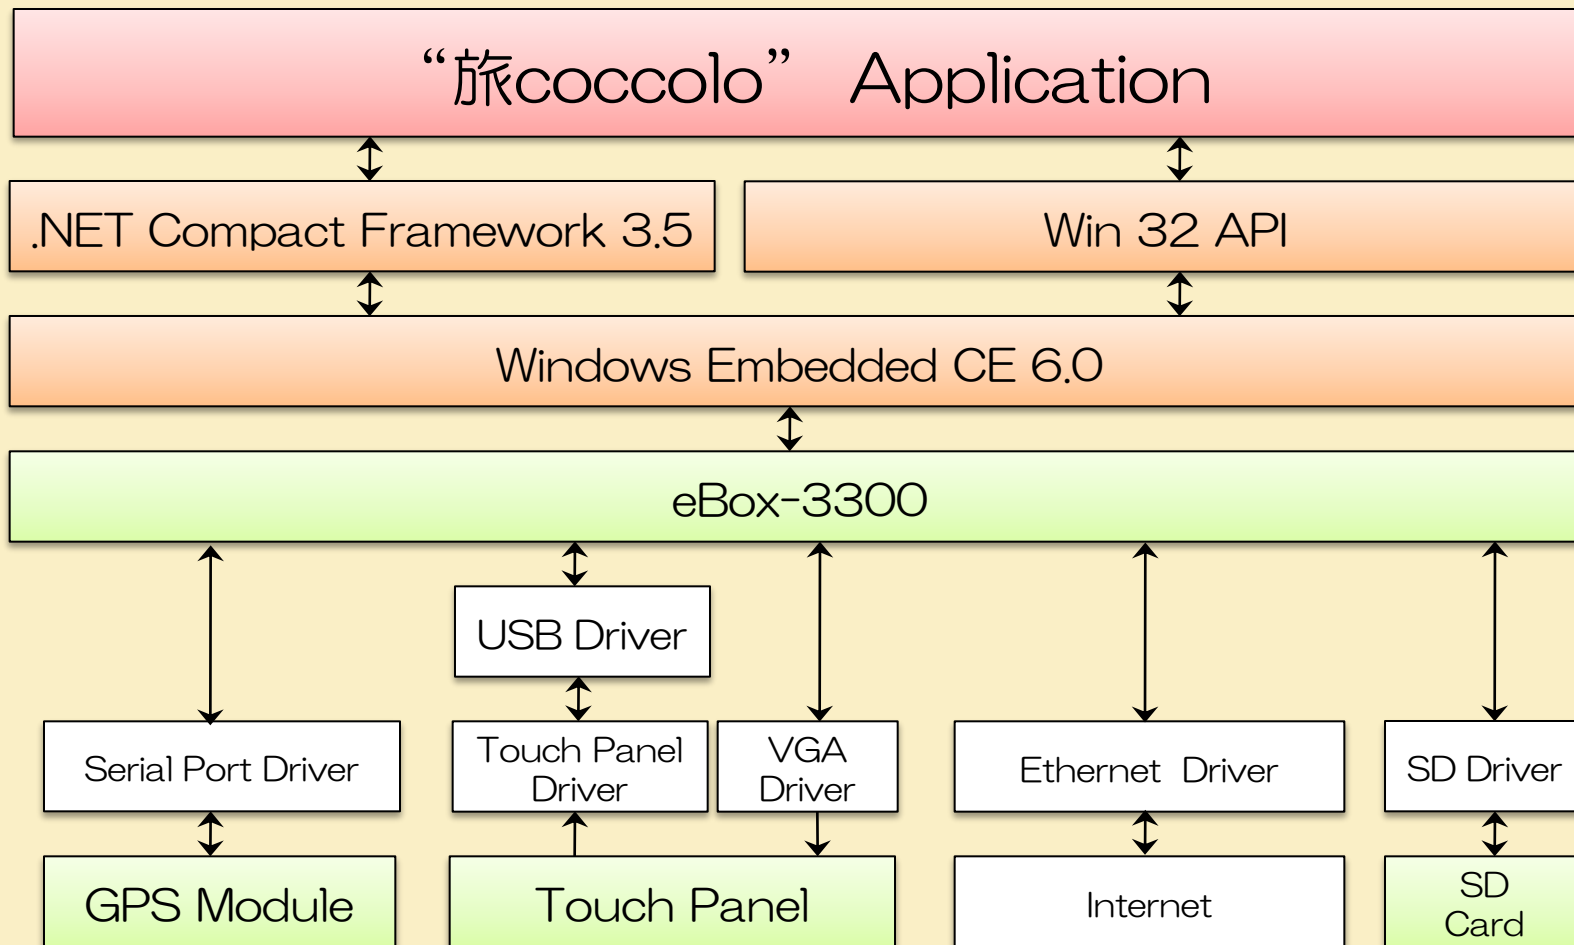 “旅coccolo” Application
.NET Compact Framework 3.5
Win 32 API
Windows Embedded CE 6.0
eBox-3300
USB Driver
Serial Port Driver
Touch Panel
Driver
VGA
Driver
Ethernet Driver
SD Driver
GPS Module
Touch Panel
Internet
SD
Card